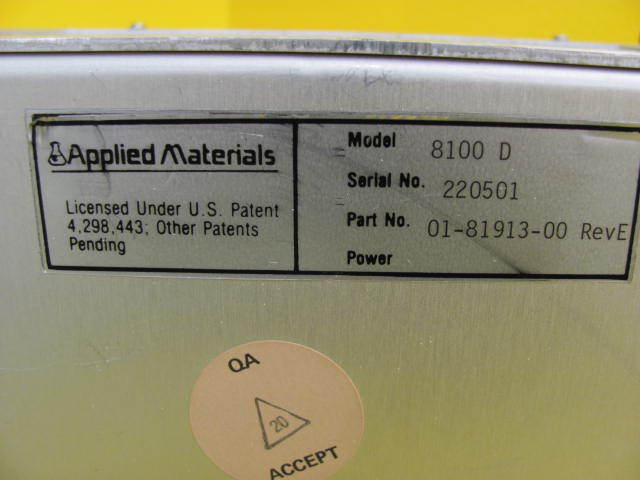 Applied Materials
Licensed Under U.S. Patent
4,298,443; Other Patents
Pending
Model 8100 D
Serial No. 220501
Part No. 01-81913-00 RevE
Power
QA
20
ACCEPT